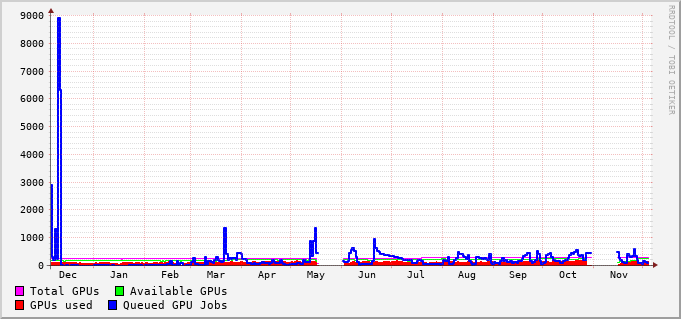 RRDTOOL / TOBI OETIKER
9000
8000
7000
6000
5000
4000
3000
2000
1000
0
Dec Jan Feb Mar Apr May Jun Jul Aug Sep Oct Nov
Total GPUs Available GPUs
GPUs used Queued GPU Jobs